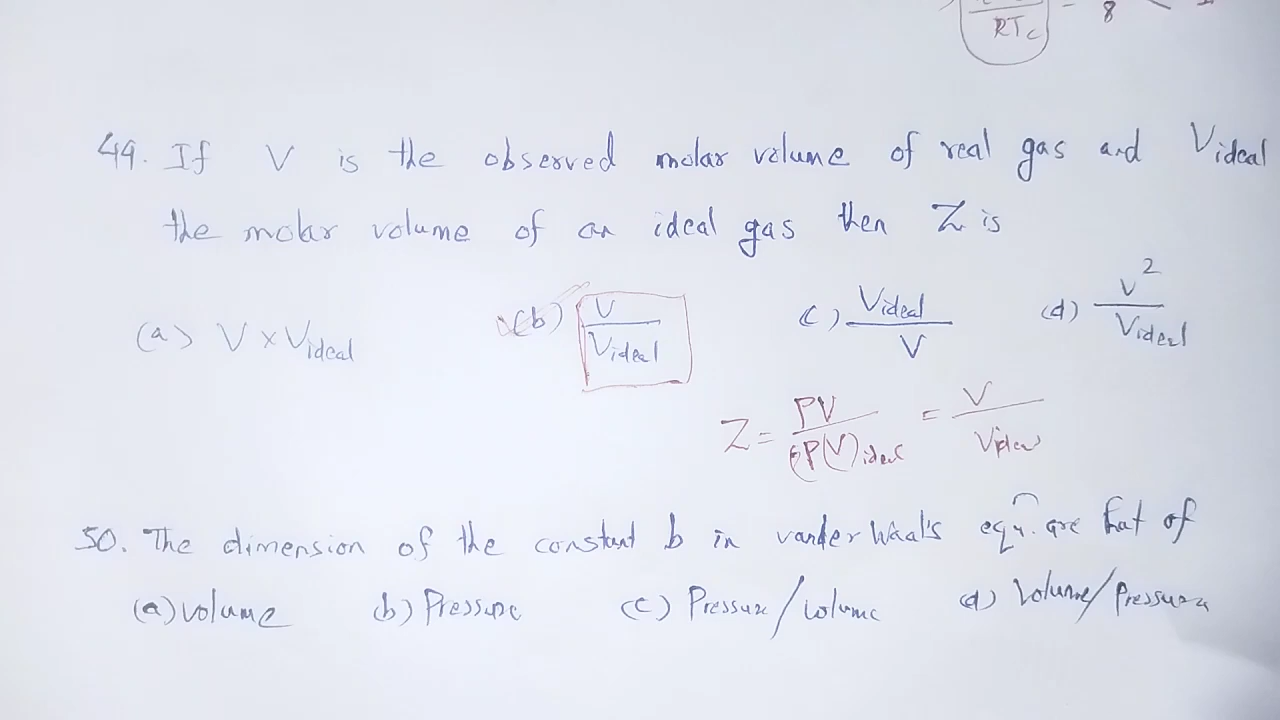 RTc 8
49. If V is the observed molar volume of real gas and Videal
the molar volume of an ideal gas then Z is
(a) V x Videal (b) V/Videal (c) Videal/V (d) V²/Videal
Z = PV/P(V)ideal = V/Videal
50. The dimension of the constant b in vander Waal's eqn. are that of
(a) volume (b) Pressure (c) Pressure/volume (d) Volume/Pressure